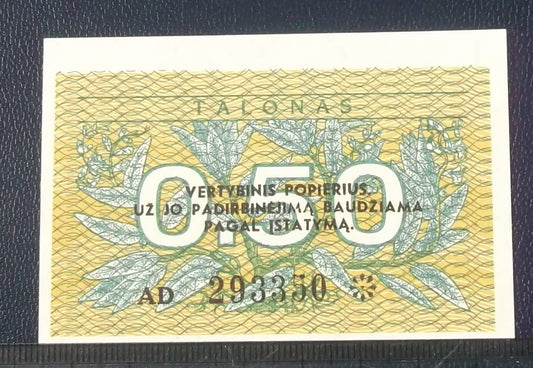 TALONAS
0.50
VERTYBINIS POPIERIUS,
UŽ JO PADIRBINĖJIMĄ BAUDŽIAMA
PAGAL ĮSTATYMĄ.
AD 293350